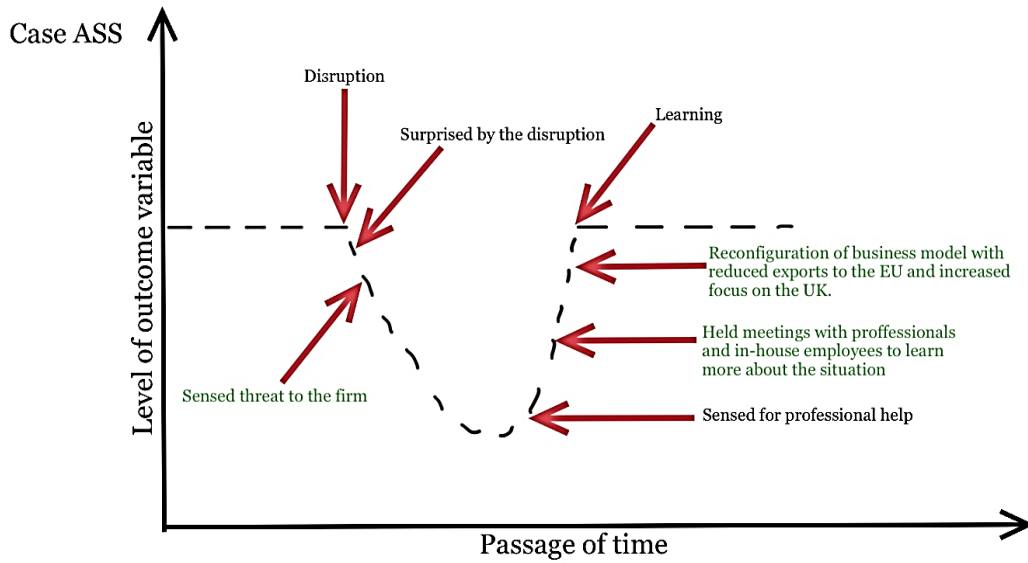 Case ASS
Disruption
Surprised by the disruption
Learning
Level of outcome variable
Reconfiguration of business model with
reduced exports to the EU and increased
focus on the UK.
Held meetings with proffessionals
and in-house employees to learn
more about the situation
Sensed threat to the firm
Sensed for professional help
Passage of time